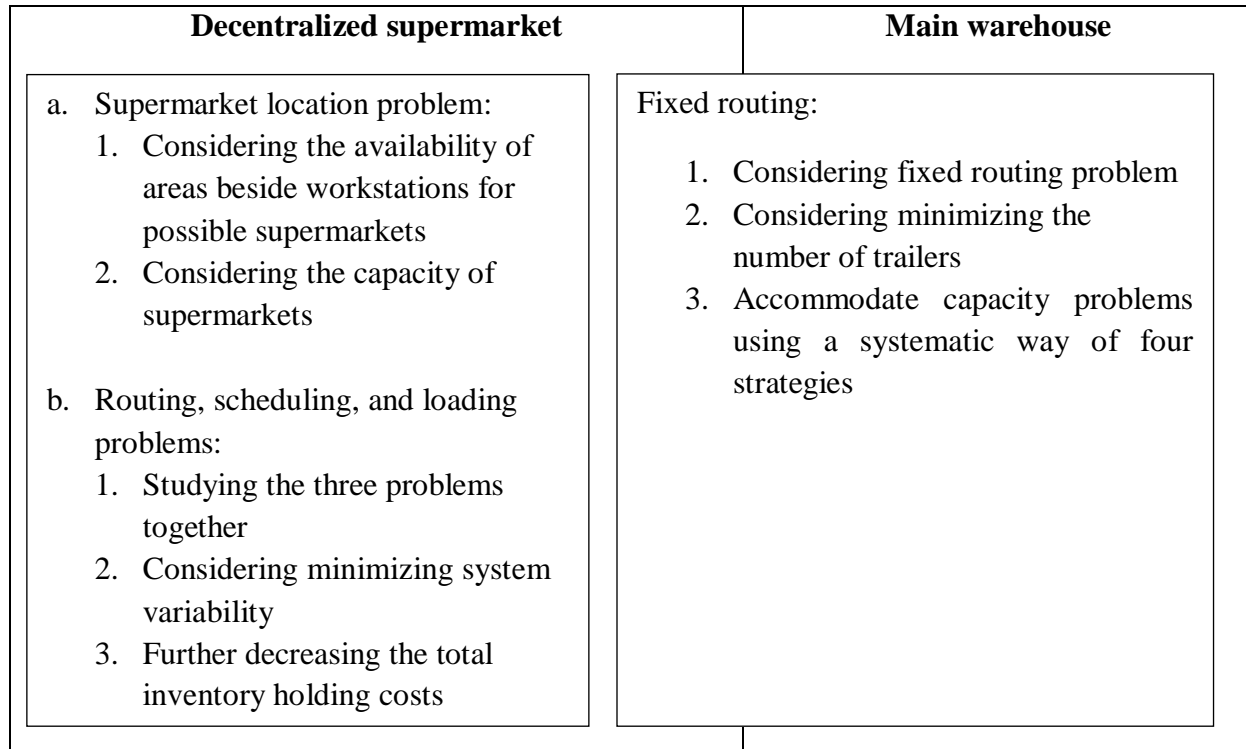 Decentralized supermarket
Main warehouse
a. Supermarket location problem:
1. Considering the availability of
areas beside workstations for
possible supermarkets
2. Considering the capacity of
supermarkets
b. Routing, scheduling, and loading
problems:
1. Studying the three problems
together
2. Considering minimizing system
variability
3. Further decreasing the total
inventory holding costs
Fixed routing:
1. Considering fixed routing problem
2. Considering minimizing the
number of trailers
3. Accommodate capacity problems
using a systematic way of four
strategies